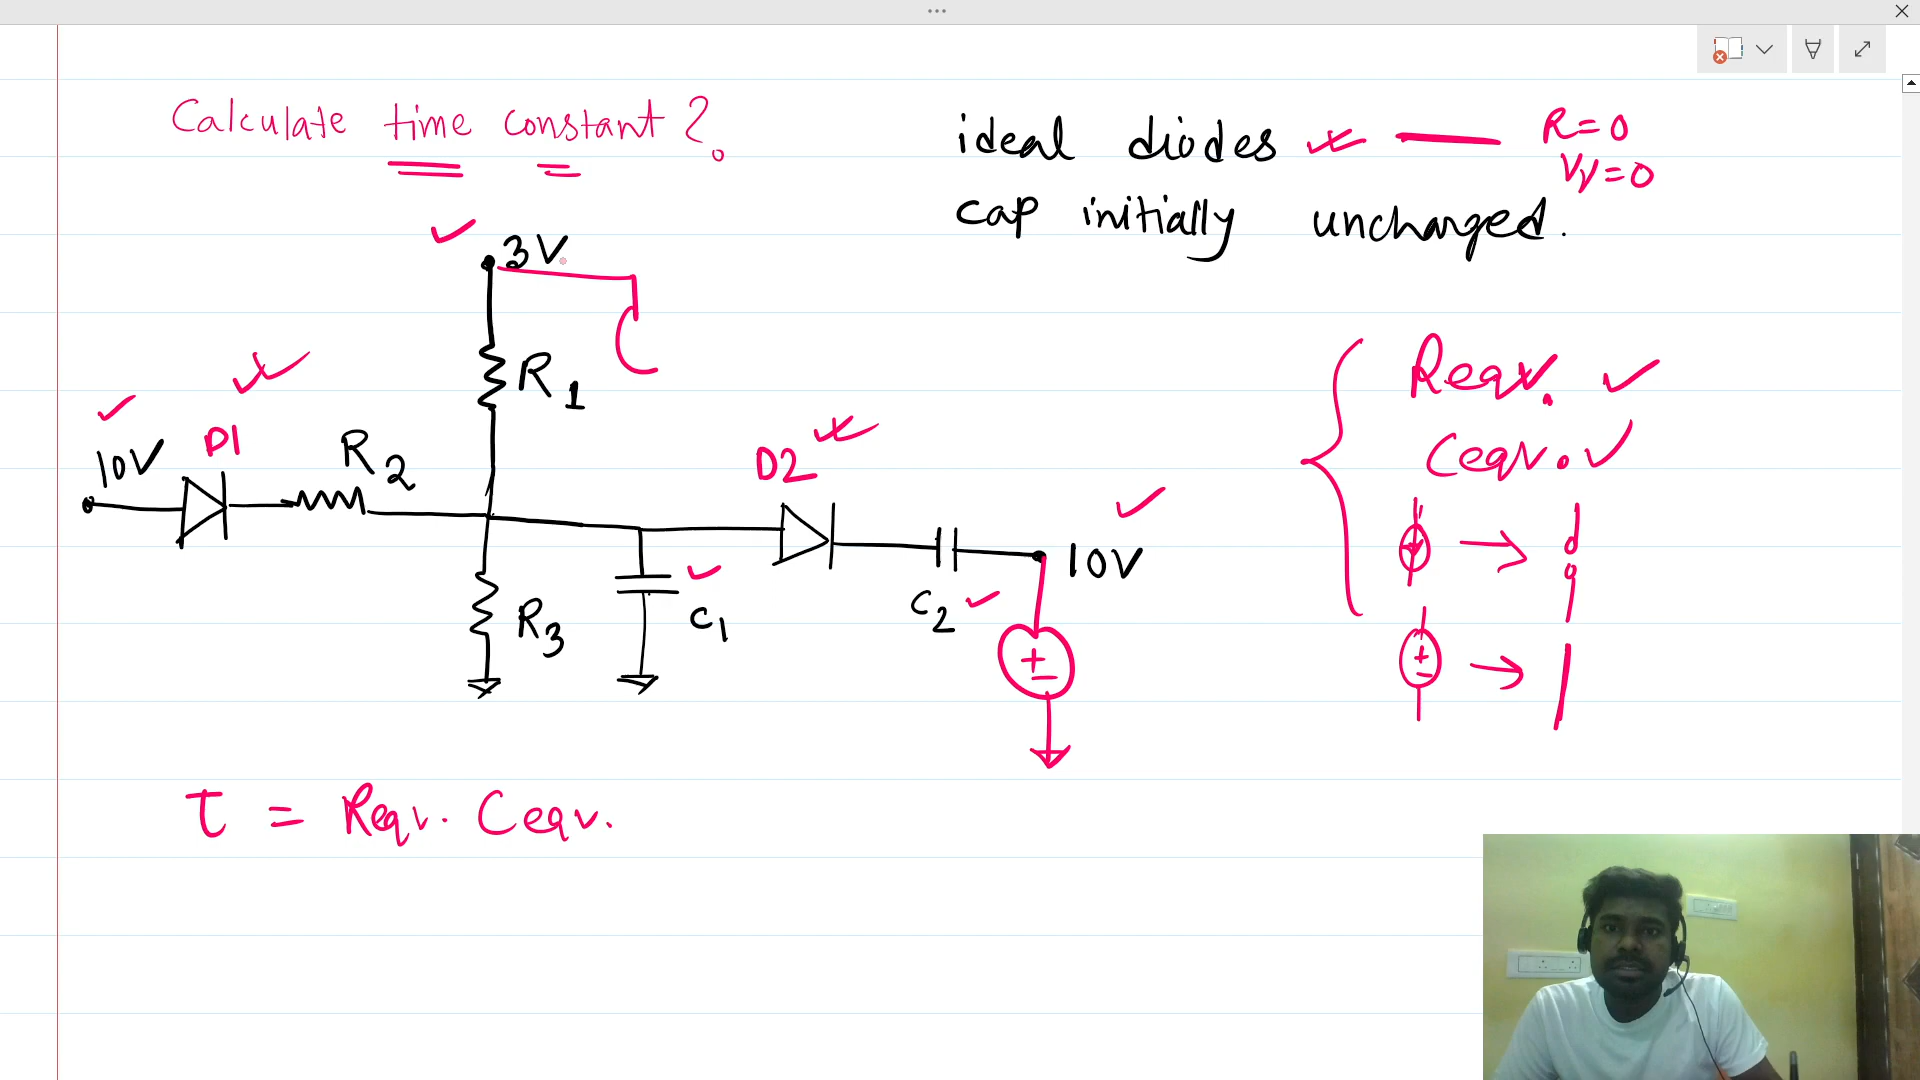 Calculate time constant?
ideal diodes
R=0
Vγ=0
cap initially uncharged.
3V
R1
10V
D1
R2
D2
10V
R3
C1
C2
+
−
Reqv.
Ceqv.
+
−
τ = Reqv. Ceqv.